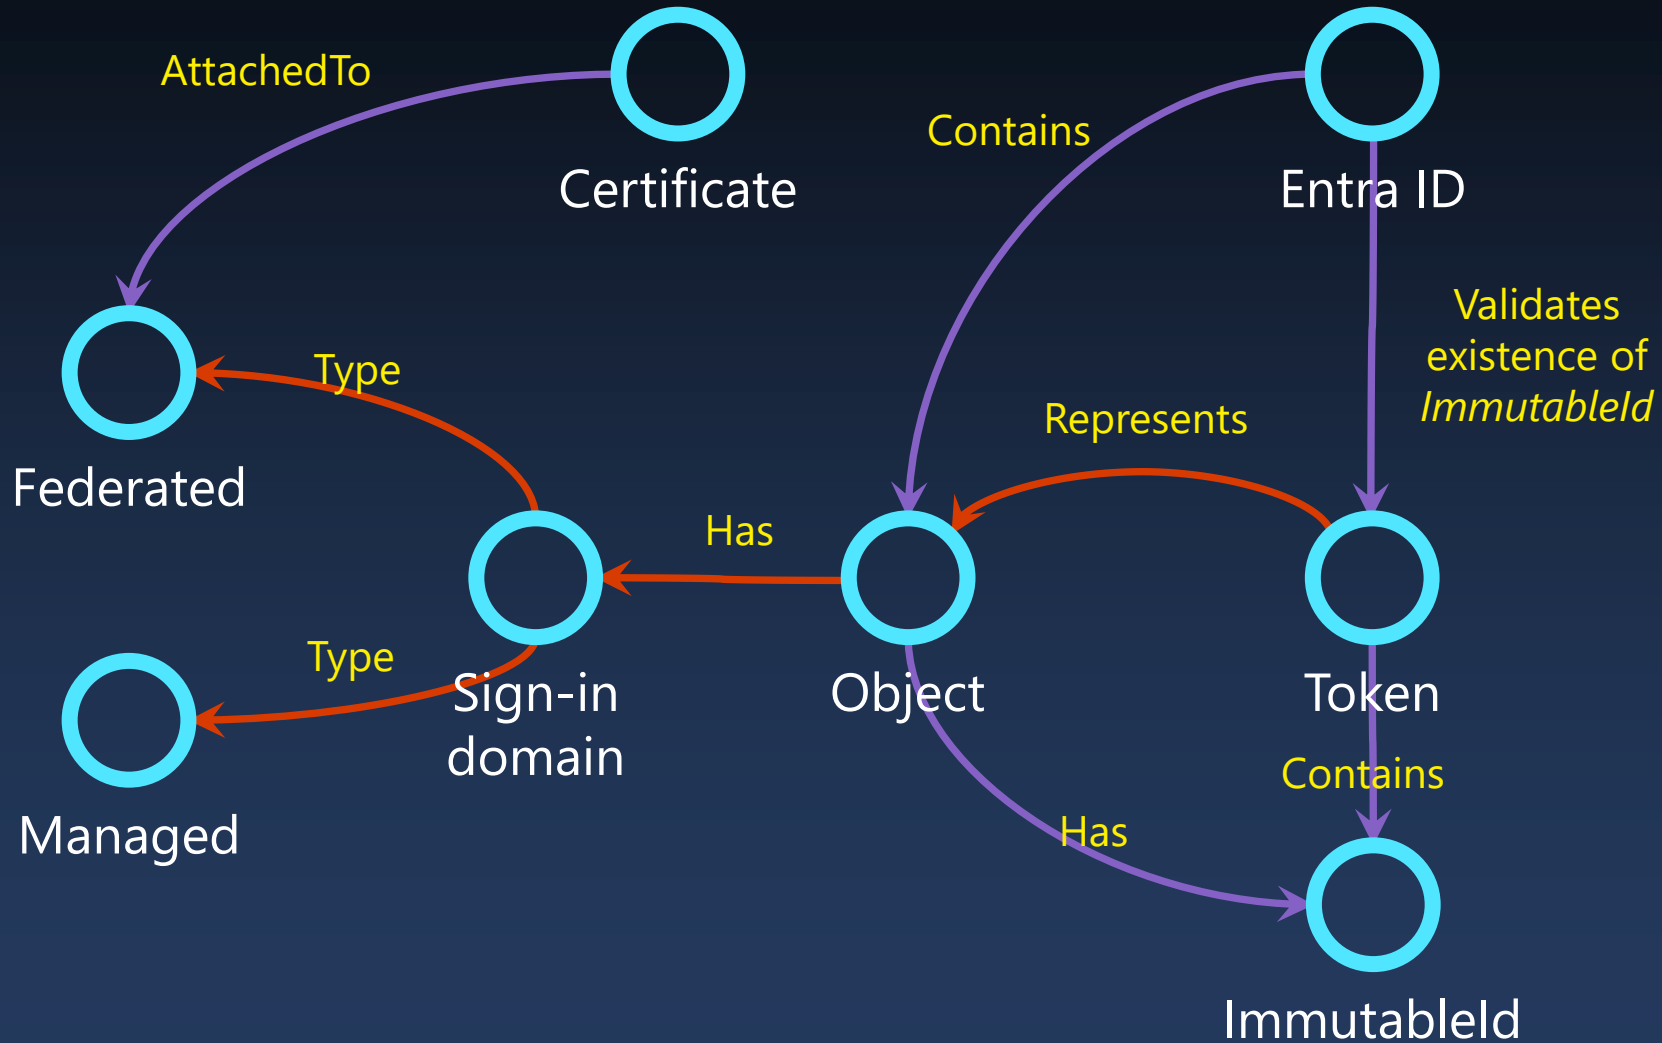 AttachedTo
Contains
Certificate
Entra ID
Validates
existence of
ImmutableId
Type
Represents
Federated
Has
Type
Sign-in
domain
Object
Token
Contains
Managed
Has
ImmutableId